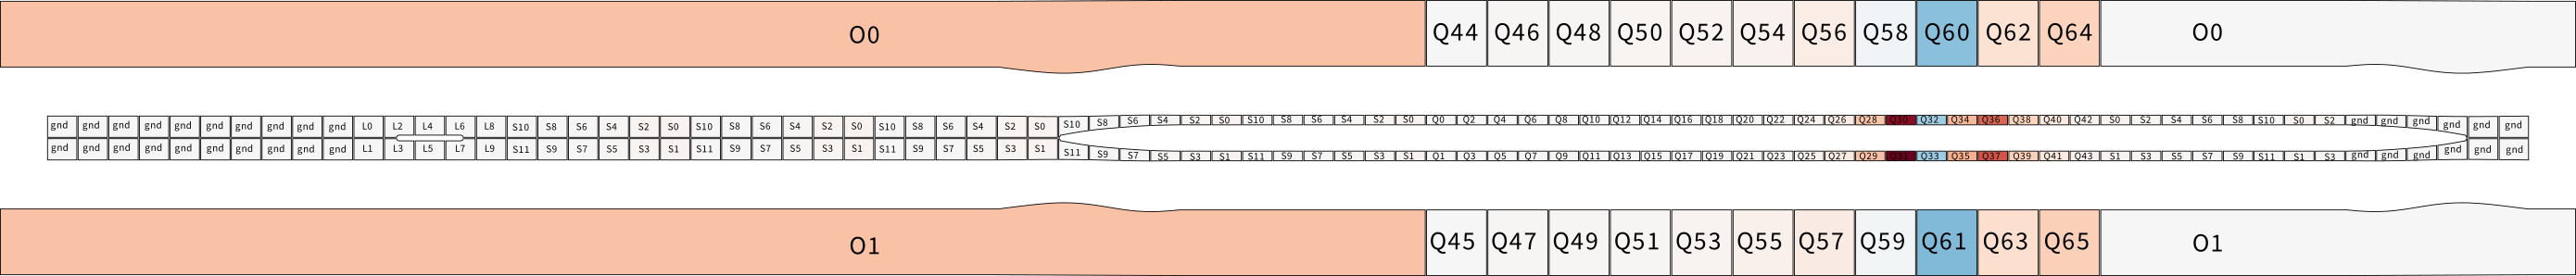 O0 Q44 Q46 Q48 Q50 Q52 Q54 Q56 Q58 Q60 Q62 Q64 O0
gnd gnd gnd gnd gnd gnd gnd gnd gnd gnd L0 L2 L4 L6 L8 S10 S8 S6 S4 S2 S0 S10 S8 S6 S4 S2 S0 S10 S8 S6 S4 S2 S0 S10 S8 S6 S4 S2 S0 S10 S8 S6 S4 S2 S0 Q0 Q2 Q4 Q6 Q8 Q10 Q12 Q14 Q16 Q18 Q20 Q22 Q24 Q26 Q28 Q30 Q32 Q34 Q36 Q38 Q40 Q42 S0 S2 S4 S6 S8 S10 S0 S2 gnd gnd gnd gnd gnd gnd
gnd gnd gnd gnd gnd gnd gnd gnd gnd gnd L1 L3 L5 L7 L9 S11 S9 S7 S5 S3 S1 S11 S9 S7 S5 S3 S1 S11 S9 S7 S5 S3 S1 S11 S9 S7 S5 S3 S1 S11 S9 S7 S5 S3 S1 Q1 Q3 Q5 Q7 Q9 Q11 Q13 Q15 Q17 Q19 Q21 Q23 Q25 Q27 Q29 Q31 Q33 Q35 Q37 Q39 Q41 Q43 S1 S3 S5 S7 S9 S11 S1 S3 gnd gnd gnd gnd gnd gnd
O1 Q45 Q47 Q49 Q51 Q53 Q55 Q57 Q59 Q61 Q63 Q65 O1